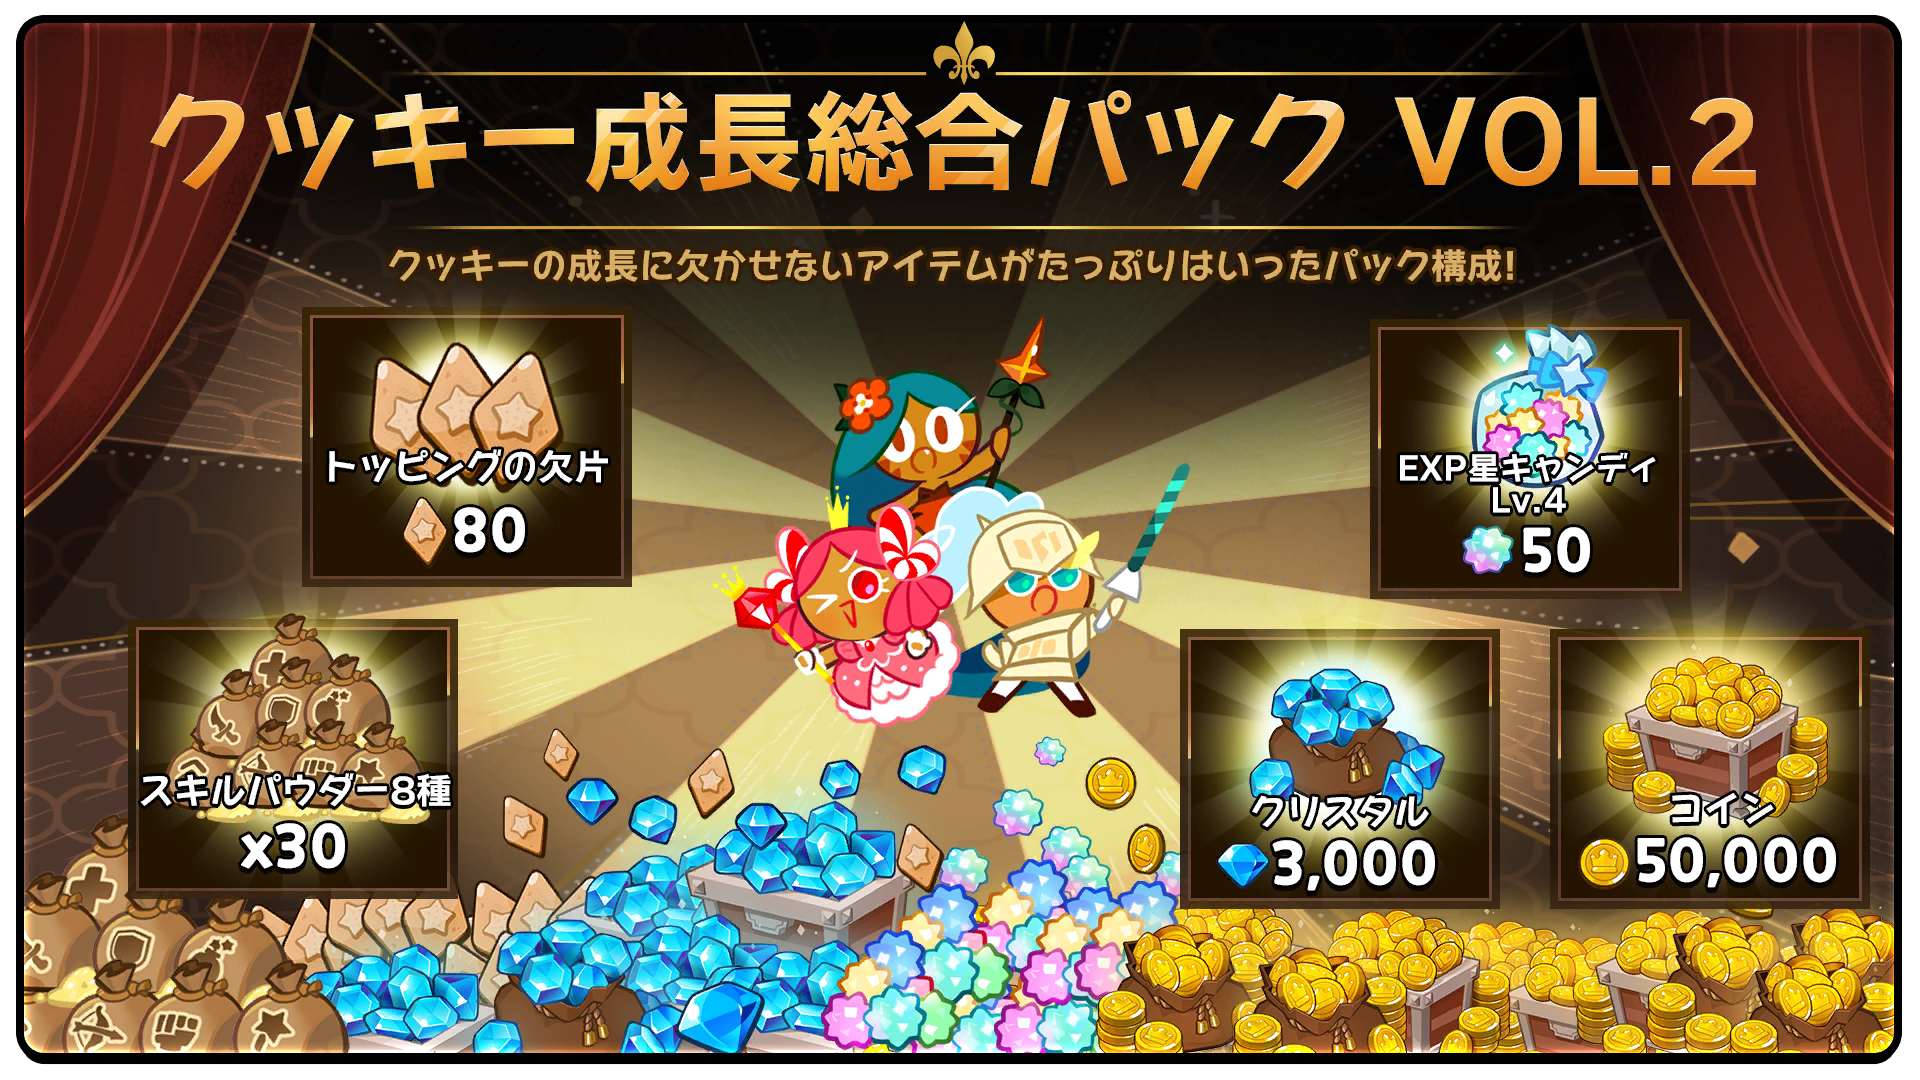 クッキー成長総合パック VOL.2
クッキーの成長に欠かせないアイテムがたっぷりはいったパック構成!
トッピングの欠片
80
EXP星キャンディ
Lv.4
50
スキルパウダー8種
x30
クリスタル
3,000
コイン
50,000